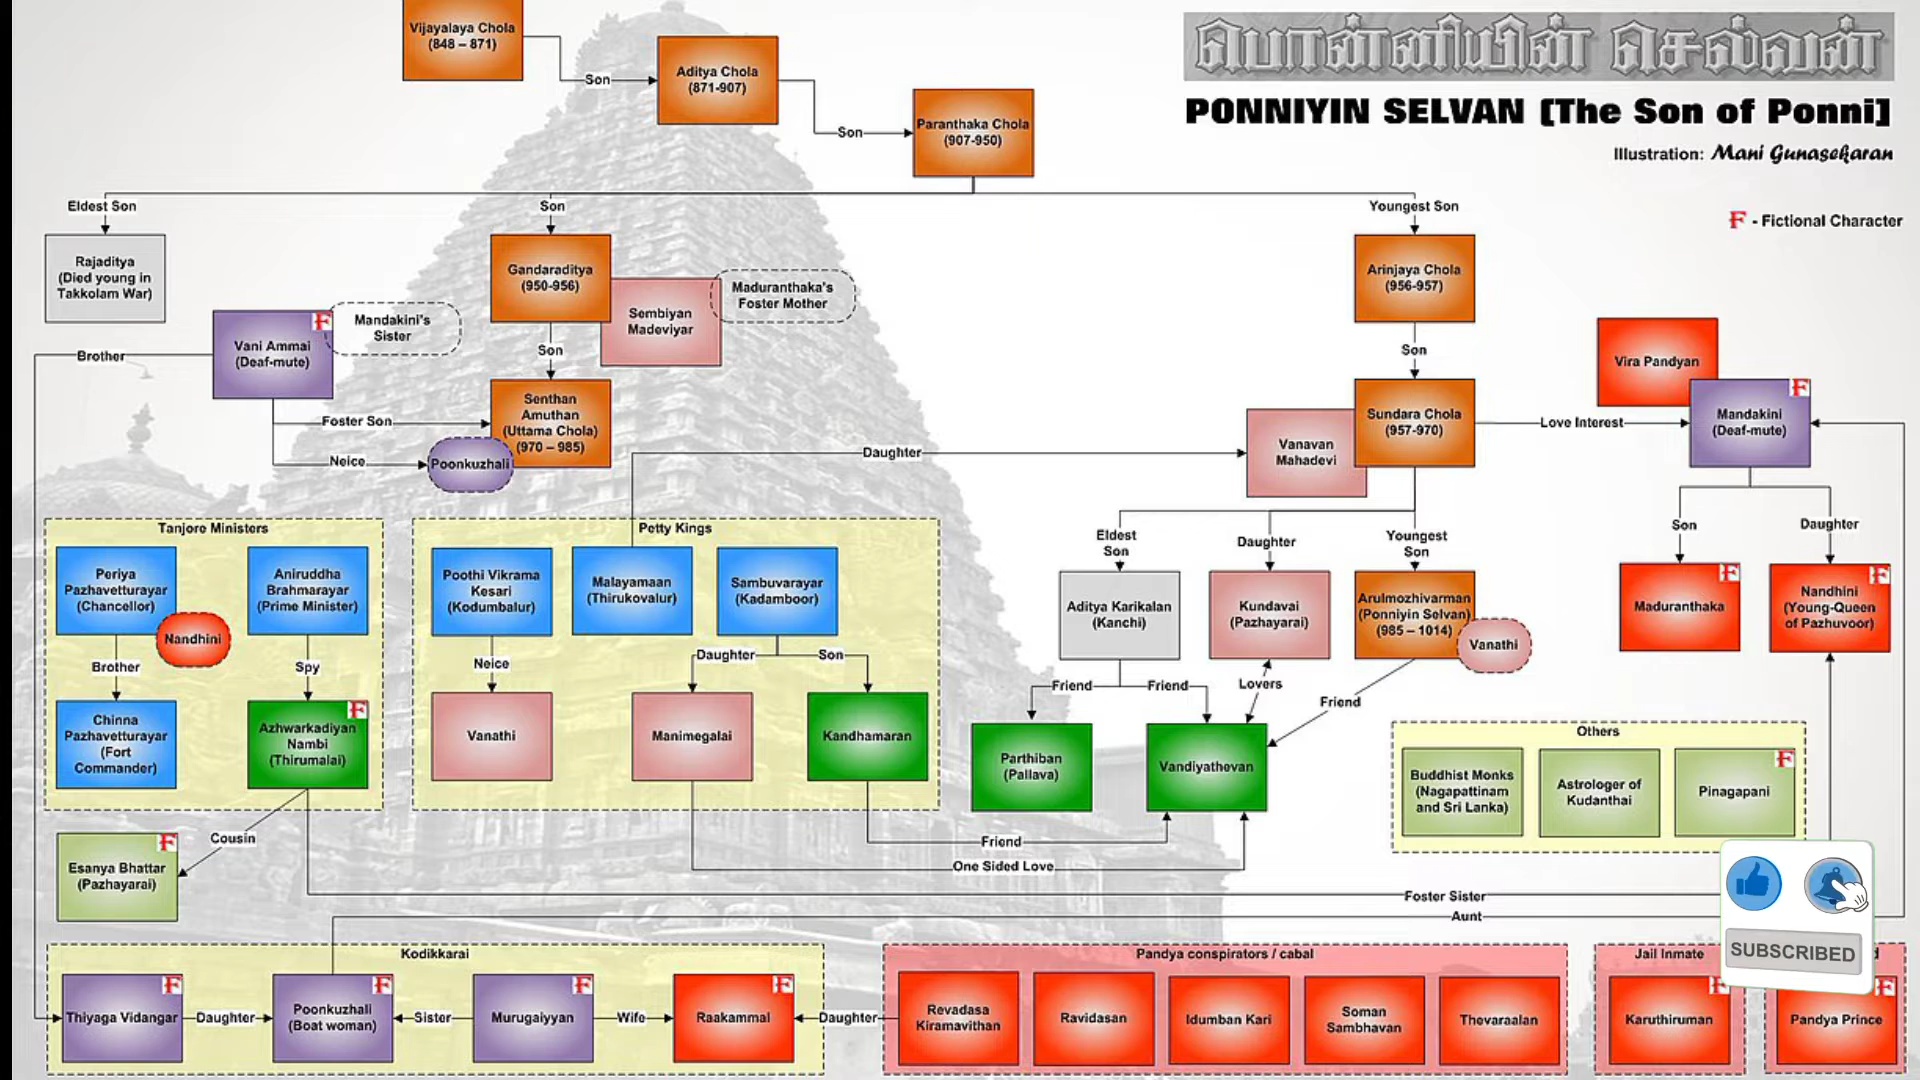 Vijayalaya Chola
(848 – 871)
Son
Aditya Chola
(871-907)
Son
Paranthaka Chola
(907-950)
பொன்னியின் செல்வன்
PONNIYIN SELVAN [The Son of Ponni]
Illustration: Mani Gunasekaran
F - Fictional Character
Eldest Son
Son
Youngest Son
Rajaditya
(Died young in
Takkolam War)
Gandaraditya
(950-956)
Sembiyan
Madeviyar
Maduranthaka's
Foster Mother
Arinjaya Chola
(956-957)
Brother
Vani Ammai
(Deaf-mute)
F
Mandakini's
Sister
Son
Son
Vira Pandyan
Foster Son
Neice
Senthan
Amuthan
(Uttama Chola)
(970 – 985)
Poonkuzhali
Daughter
Vanavan
Mahadevi
Sundara Chola
(957-970)
Love Interest
Mandakini
(Deaf-mute)
F
Eldest
Son
Daughter
Youngest
Son
Son
Daughter
Tanjore Ministers
Periya
Pazhavetturayar
(Chancellor)
Nandhini
Aniruddha
Brahmarayar
(Prime Minister)
Brother
Spy
Chinna
Pazhavetturayar
(Fort
Commander)
Azhwarkadiyan
Nambi
(Thirumalai)
F
Petty Kings
Poothi Vikrama
Kesari
(Kodumbalur)
Malayamaan
(Thirukovalur)
Sambuvarayar
(Kadamboor)
Neice
Daughter
Son
Vanathi
Manimegalai
Kandhamaran
Aditya Karikalan
(Kanchi)
Kundavai
(Pazhayarai)
Arulmozhivarman
(Ponniyin Selvan)
(985 – 1014)
Vanathi
Maduranthaka
F
Nandhini
(Young-Queen
of Pazhuvoor)
F
Friend
Friend
Lovers
Friend
Parthiban
(Pallava)
Vandiyathevan
Others
Buddhist Monks
(Nagapattinam
and Sri Lanka)
Astrologer of
Kudanthai
Pinagapani
F
Cousin
Esanya Bhattar
(Pazhayarai)
F
Friend
One Sided Love
Foster Sister
Aunt
SUBSCRIBED
Kodikkarai
Thiyaga Vidangar
F
Daughter
Poonkuzhali
(Boat woman)
F
Sister
Murugaiyyan
F
Wife
Raakammal
F
Daughter
Pandya conspirators / cabal
Revadasa
Kiramavithan
Ravidasan
Idumban Kari
Soman
Sambhavan
Thevaraalan
Jail Inmate
Karuthiruman
F
Pandya Prince
F